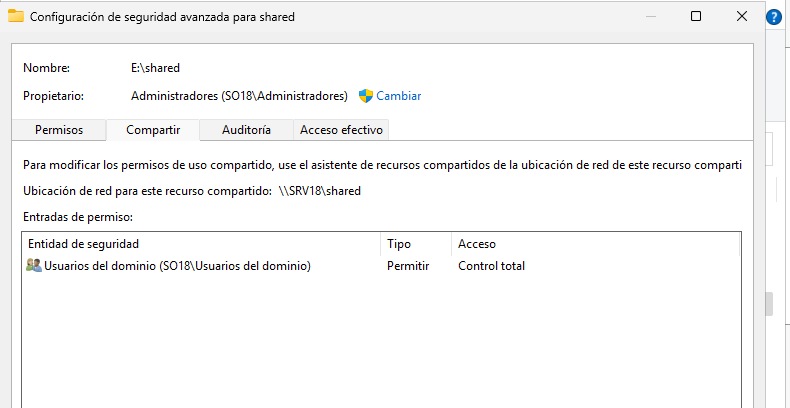 Configuración de seguridad avanzada para shared
Nombre: E:\shared
Propietario: Administradores (SO18\Administradores) Cambiar
Permisos Compartir Auditoría Acceso efectivo
Para modificar los permisos de uso compartido, use el asistente de recursos compartidos de la ubicación de red de este recurso comparti
Ubicación de red para este recurso compartido: \\SRV18\shared
Entradas de permiso:
Entidad de seguridad Tipo Acceso
Usuarios del dominio (SO18\Usuarios del dominio) Permitir Control total